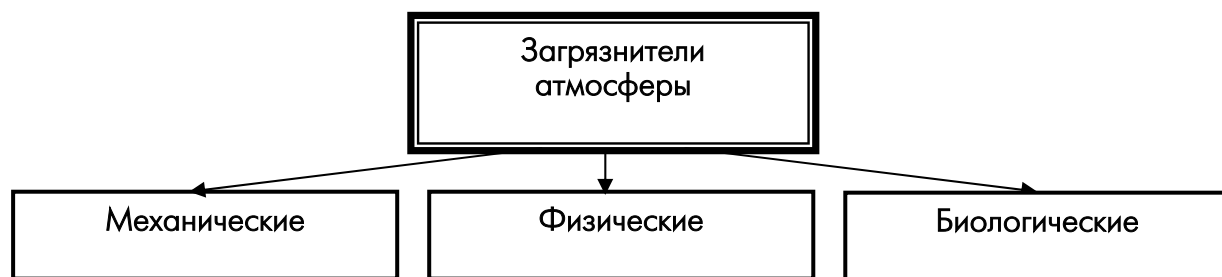 Загрязнители
атмосферы
Механические
Физические
Биологические